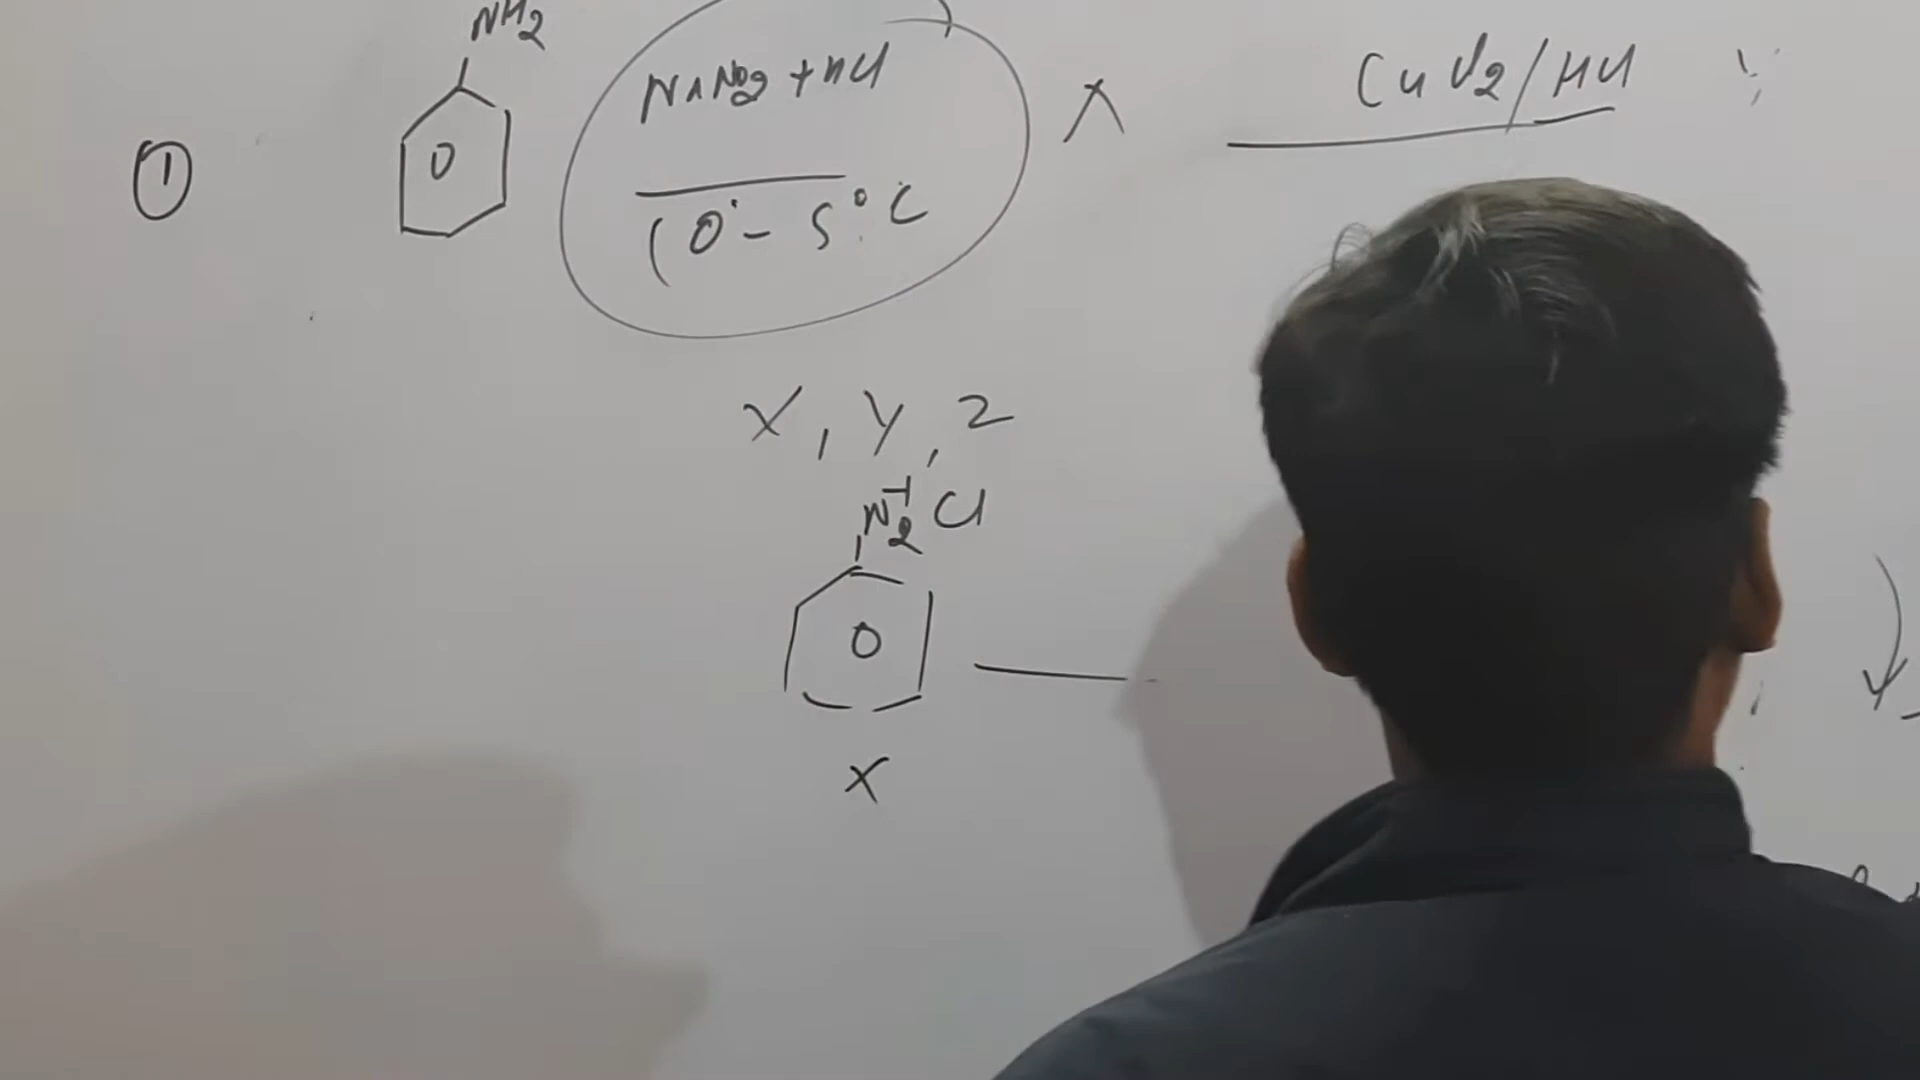 NH2
① NaNO2 + HCl X CuCl2/HCl Y
(0° - 5°C
X, Y, Z
N2+Cl
X